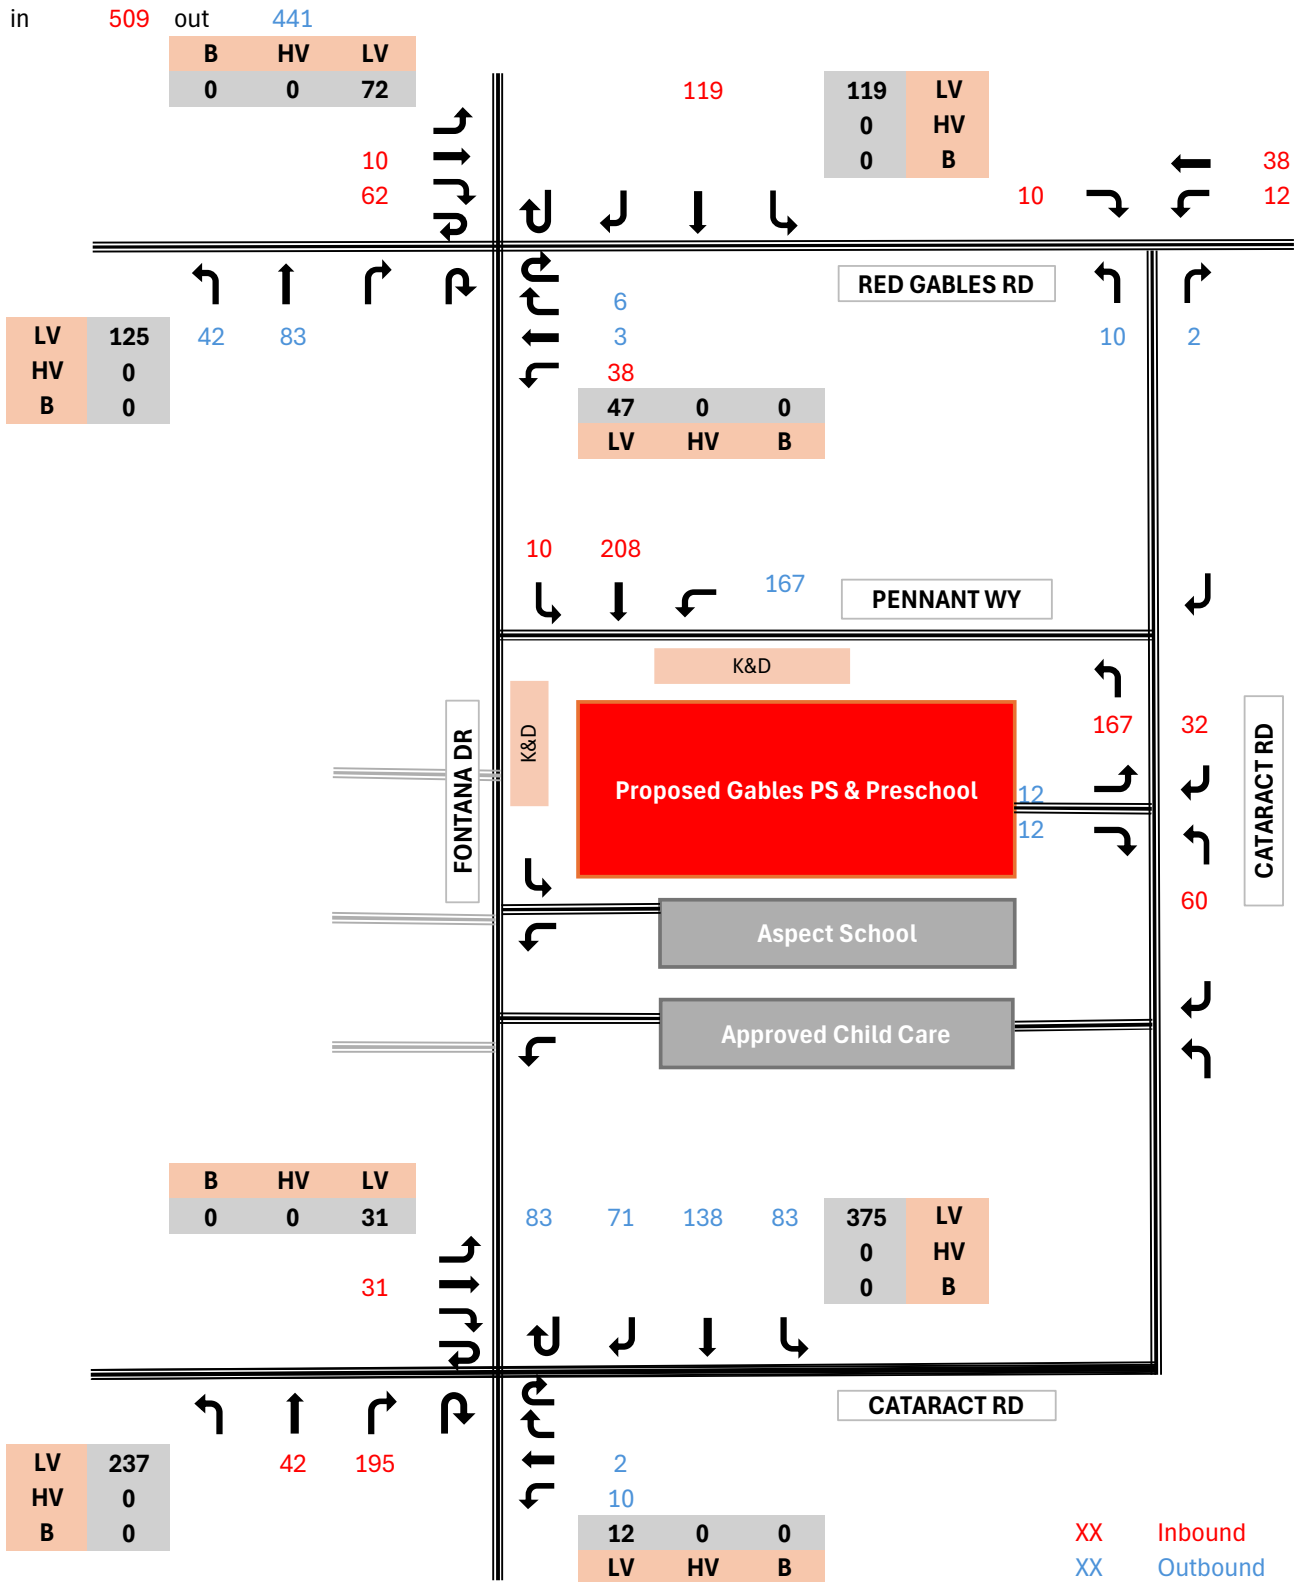 in 509 out 441
B HV LV
0 0 72
119
119 LV
0 HV
0 B
10
62
38
10 12
RED GABLES RD
LV 125
HV 0
B 0
42 83
6
3
38
47 0 0
LV HV B
10 2
10 208
167
PENNANT WY
K&D
K&D
FONTANA DR
Proposed Gables PS & Preschool
12
12
167 32
CATARACT RD
60
Aspect School
Approved Child Care
B HV LV
0 0 31
31
83 71 138 83
375 LV
0 HV
0 B
CATARACT RD
LV 237
HV 0
B 0
42 195
2
10
12 0 0
LV HV B
XX Inbound
XX Outbound